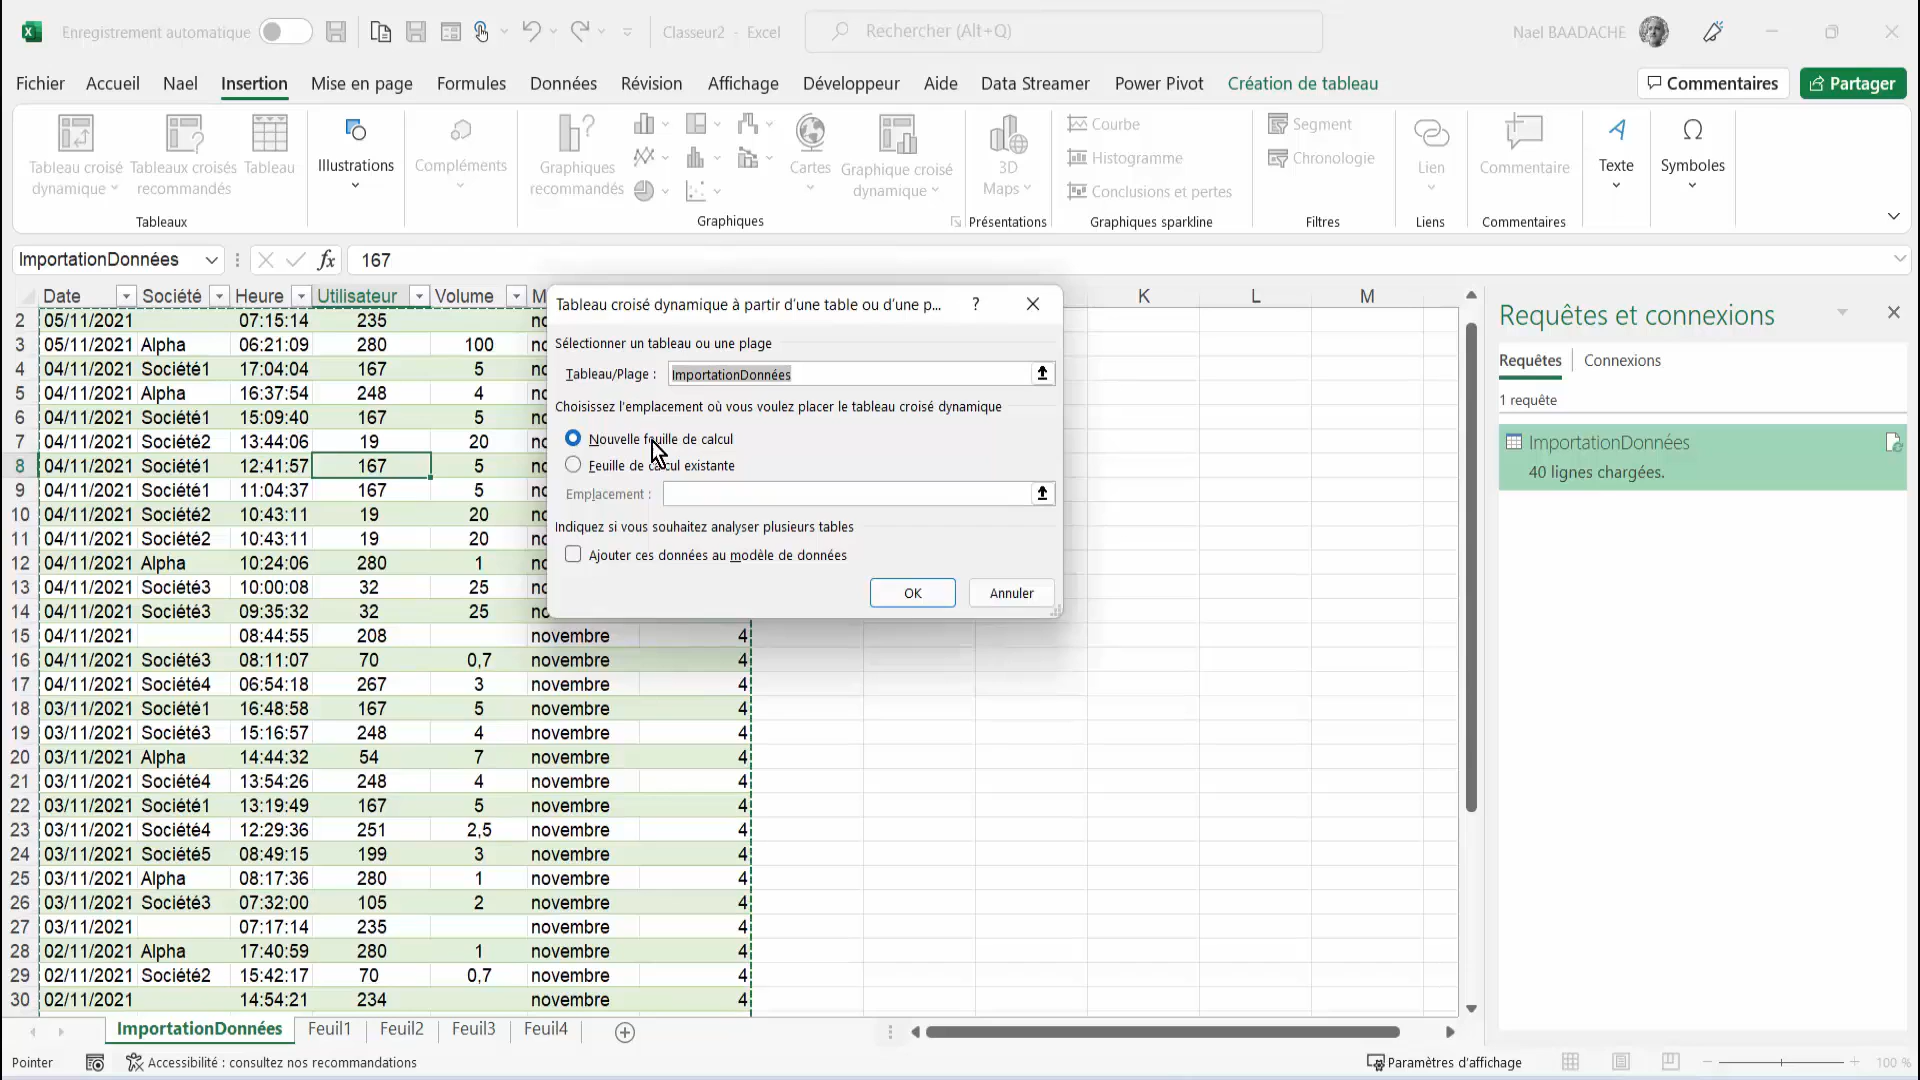 Enregistrement automatique
Classeur2 - Excel
Rechercher (Alt+Q)
Nael BAADACHE
Fichier Accueil Nael Insertion Mise en page Formules Données Révision Affichage Développeur Aide Data Streamer Power Pivot Création de tableau
Commentaires
Partager
Tableau croisé dynamique
Tableaux croisés recommandés
Tableau
Tableaux
Illustrations
Compléments
Graphiques recommandés
Cartes
Graphique croisé dynamique
Graphiques
3D Maps
Présentations
Courbe
Histogramme
Conclusions et pertes
Graphiques sparkline
Segment
Chronologie
Filtres
Lien
Liens
Commentaire
Commentaires
Texte
Symboles
ImportationDonnées
fx
167
Date Société Heure Utilisateur Volume M K L M
2 05/11/2021 07:15:14 235 no
3 05/11/2021 Alpha 06:21:09 280 100 no
4 04/11/2021 Société1 17:04:04 167 5 no
5 04/11/2021 Alpha 16:37:54 248 4 no
6 04/11/2021 Société1 15:09:40 167 5 no
7 04/11/2021 Société2 13:44:06 19 20 no
8 04/11/2021 Société1 12:41:57 167 5 no
9 04/11/2021 Société1 11:04:37 167 5 no
10 04/11/2021 Société2 10:43:11 19 20 no
11 04/11/2021 Société2 10:43:11 19 20 no
12 04/11/2021 Alpha 10:24:06 280 1 no
13 04/11/2021 Société3 10:00:08 32 25 no
14 04/11/2021 Société3 09:35:32 32 25 no
15 04/11/2021 08:44:55 208 novembre 4
16 04/11/2021 Société3 08:11:07 70 0,7 novembre 4
17 04/11/2021 Société4 06:54:18 267 3 novembre 4
18 03/11/2021 Société1 16:48:58 167 5 novembre 4
19 03/11/2021 Société3 15:16:57 248 4 novembre 4
20 03/11/2021 Alpha 14:44:32 54 7 novembre 4
21 03/11/2021 Société4 13:54:26 248 4 novembre 4
22 03/11/2021 Société1 13:19:49 167 5 novembre 4
23 03/11/2021 Société4 12:29:36 251 2,5 novembre 4
24 03/11/2021 Société5 08:49:15 199 3 novembre 4
25 03/11/2021 Alpha 08:17:36 280 1 novembre 4
26 03/11/2021 Société3 07:32:00 105 2 novembre 4
27 03/11/2021 07:17:14 235 novembre 4
28 02/11/2021 Alpha 17:40:59 280 1 novembre 4
29 02/11/2021 Société2 15:42:17 70 0,7 novembre 4
30 02/11/2021 14:54:21 234 novembre 4
Tableau croisé dynamique à partir d'une table ou d'une p... ?
Sélectionner un tableau ou une plage
Tableau/Plage : ImportationDonnées
Choisissez l'emplacement où vous voulez placer le tableau croisé dynamique
Nouvelle feuille de calcul
Feuille de calcul existante
Emplacement :
Indiquez si vous souhaitez analyser plusieurs tables
Ajouter ces données au modèle de données
OK Annuler
Requêtes et connexions
Requêtes Connexions
1 requête
ImportationDonnées
40 lignes chargées.
ImportationDonnées Feuil1 Feuil2 Feuil3 Feuil4
Pointer
Accessibilité : consultez nos recommandations
Paramètres d'affichage
100 %